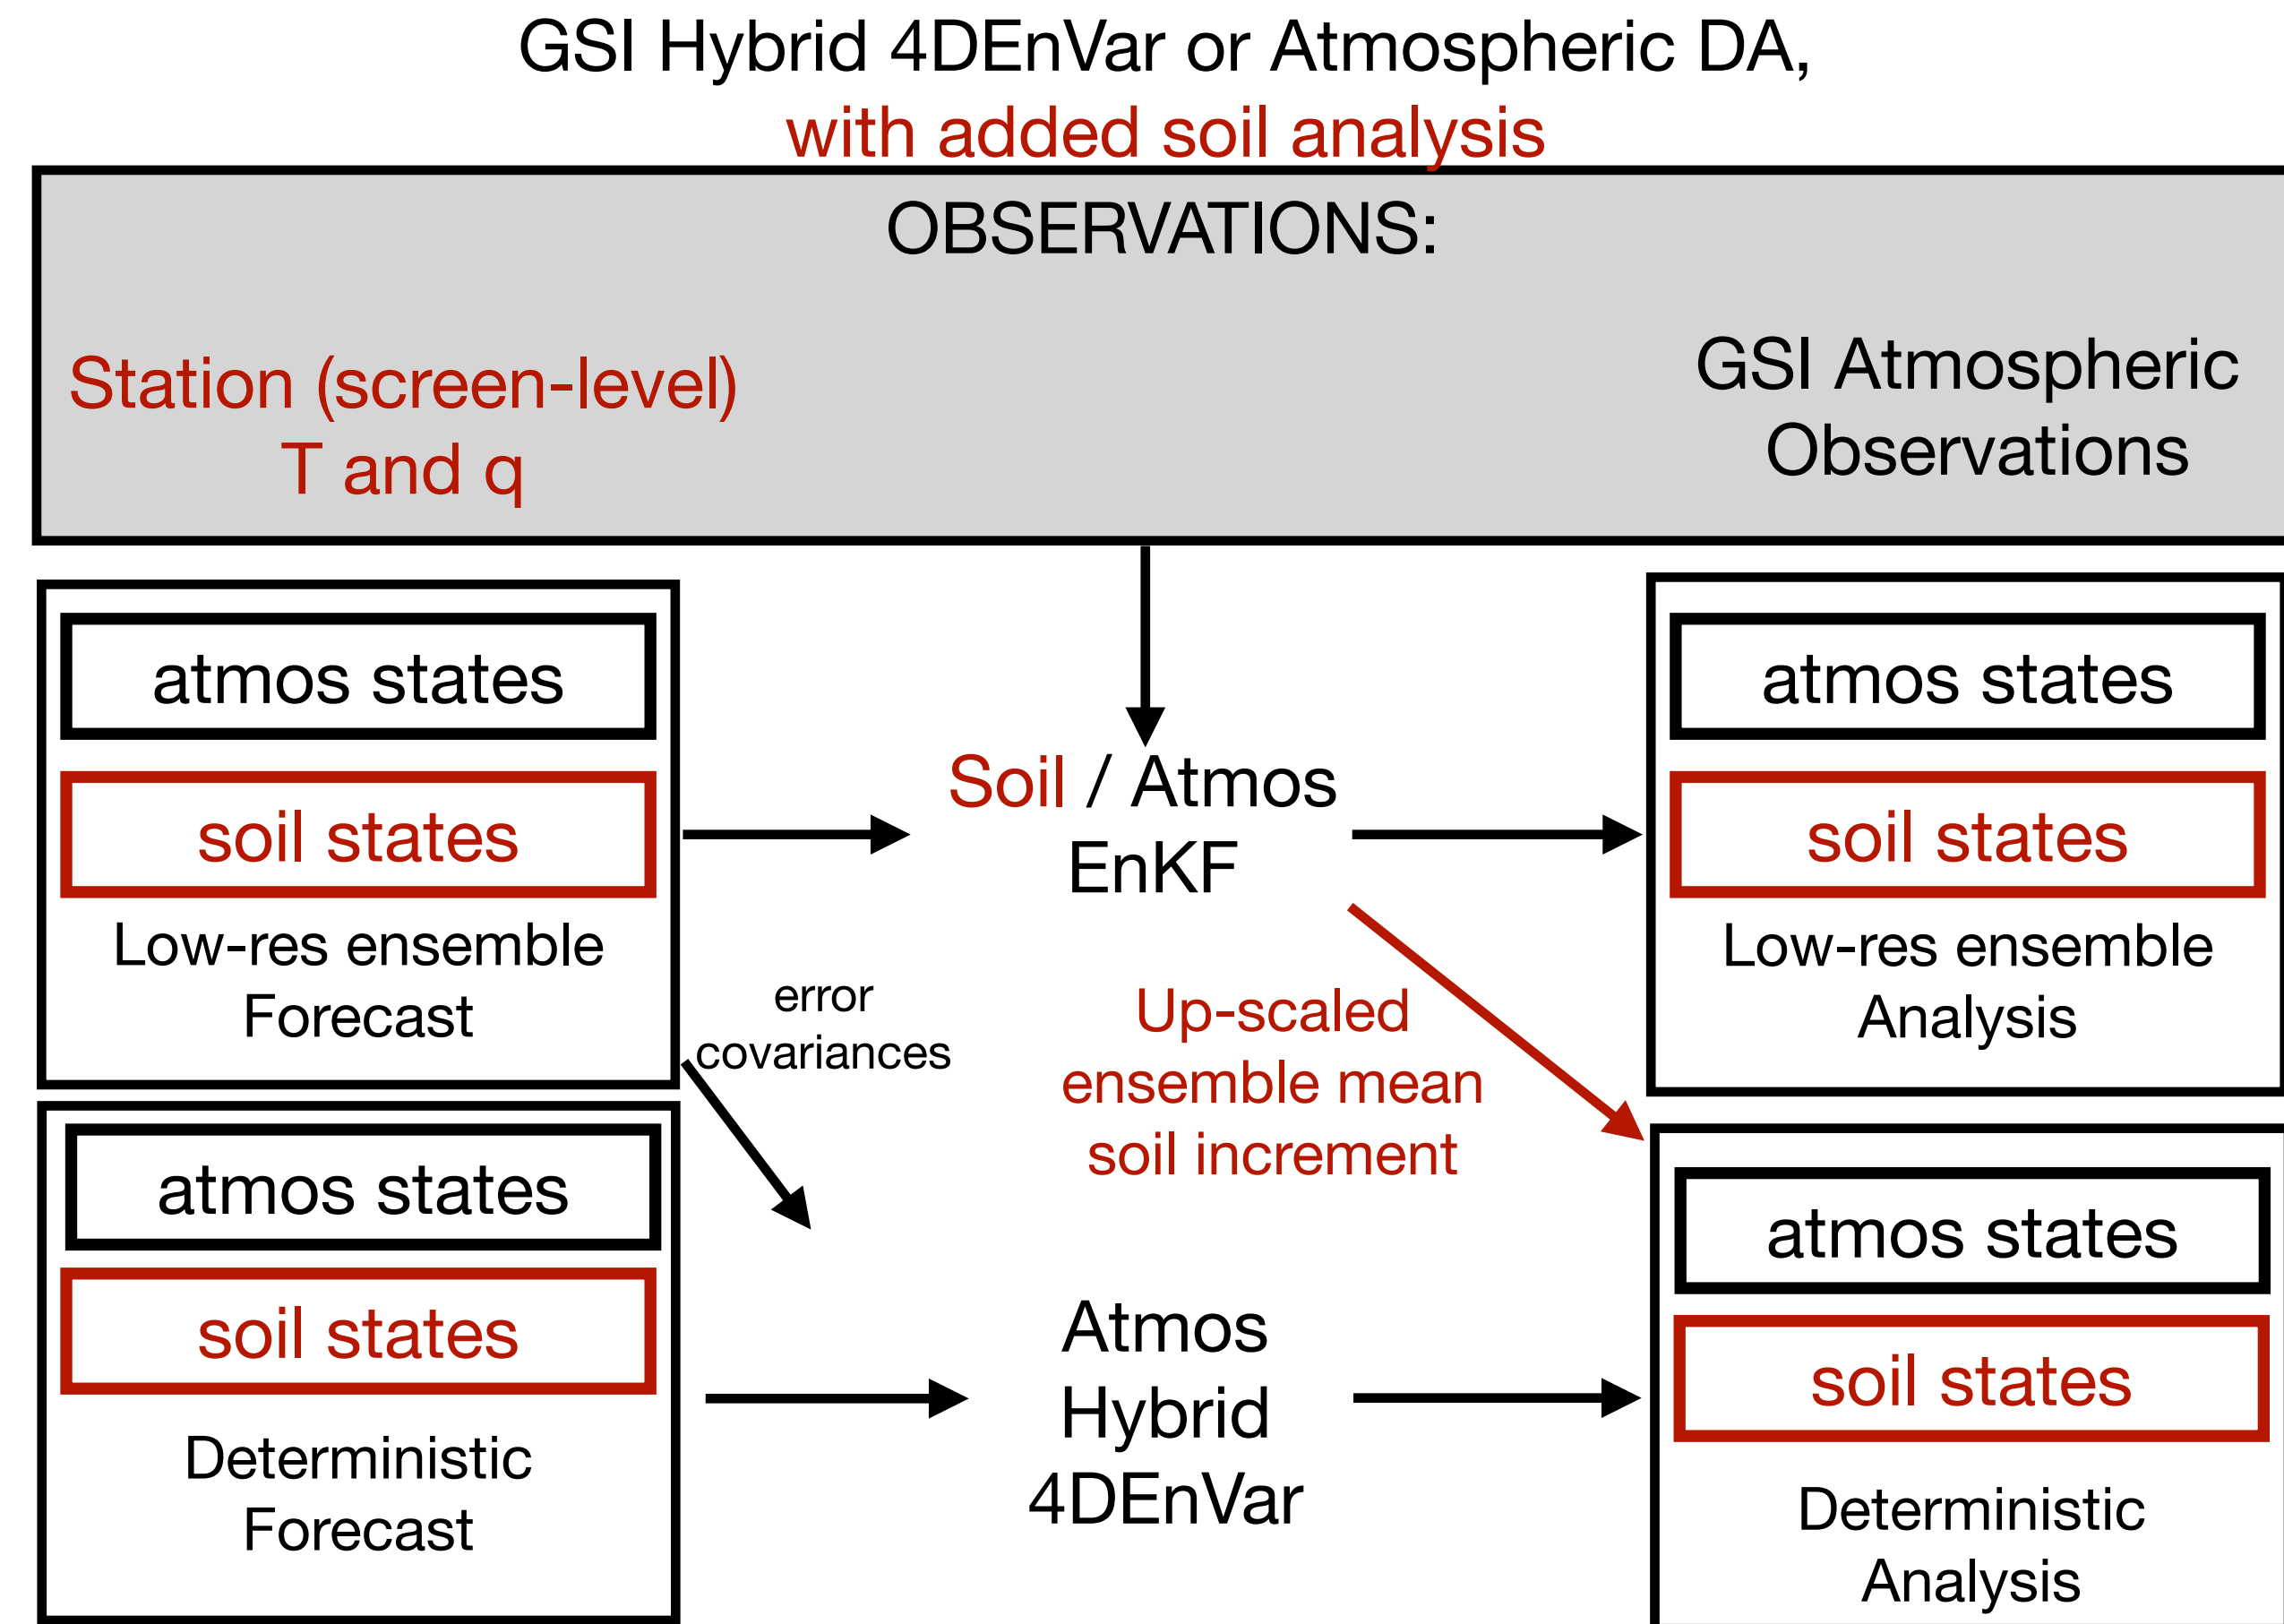 GSI Hybrid 4DEnVar or Atmospheric DA,
with added soil analysis
OBSERVATIONS:
Station (screen-level)
T and q
GSI Atmospheric
Observations
atmos states
soil states
Low-res ensemble
Forecast
Soil / Atmos
EnKF
atmos states
soil states
Low-res ensemble
Analysis
error
covariances
Up-scaled
ensemble mean
soil increment
atmos states
soil states
Deterministic
Forecast
Atmos
Hybrid
4DEnVar
atmos states
soil states
Deterministic
Analysis